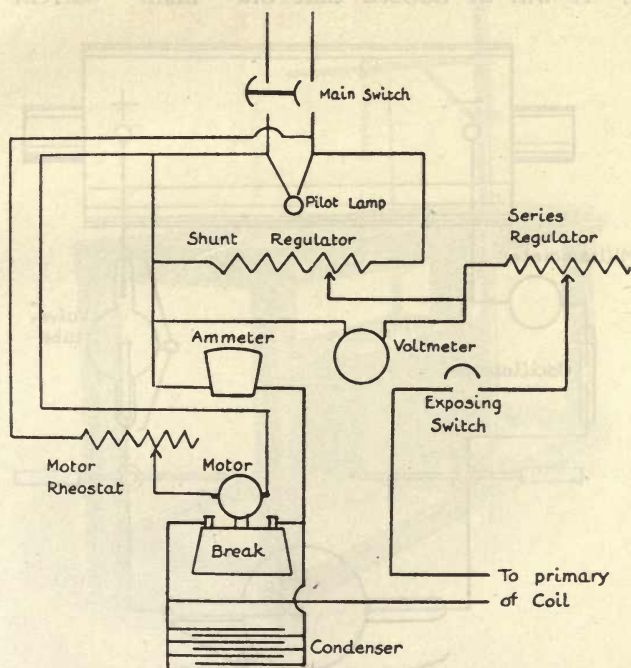 Main Switch
Pilot Lamp
Series
Regulator
Shunt Regulator
Ammeter
Voltmeter
Exposing
Switch
Motor
Rheostat
Motor
Break
To primary
of Coil
Condenser